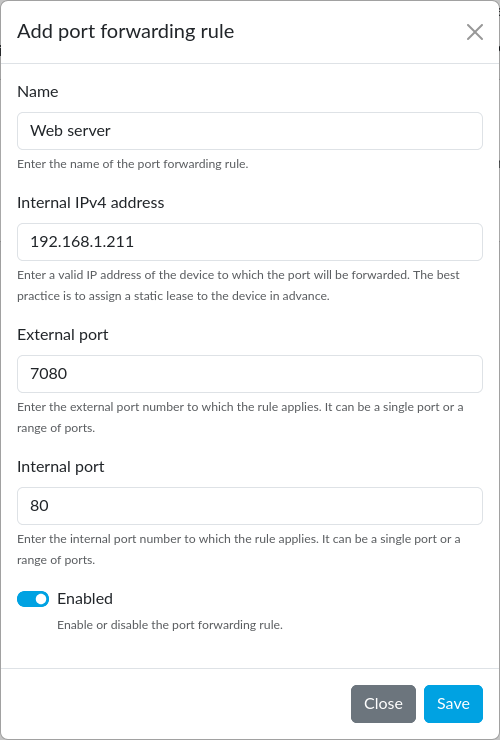 Add port forwarding rule
Name
Web server
Enter the name of the port forwarding rule.
Internal IPv4 address
192.168.1.211
Enter a valid IP address of the device to which the port will be forwarded. The best
practice is to assign a static lease to the device in advance.
External port
7080
Enter the external port number to which the rule applies. It can be a single port or a
range of ports.
Internal port
80
Enter the internal port number to which the rule applies. It can be a single port or a
range of ports.
Enabled
Enable or disable the port forwarding rule.
Close Save